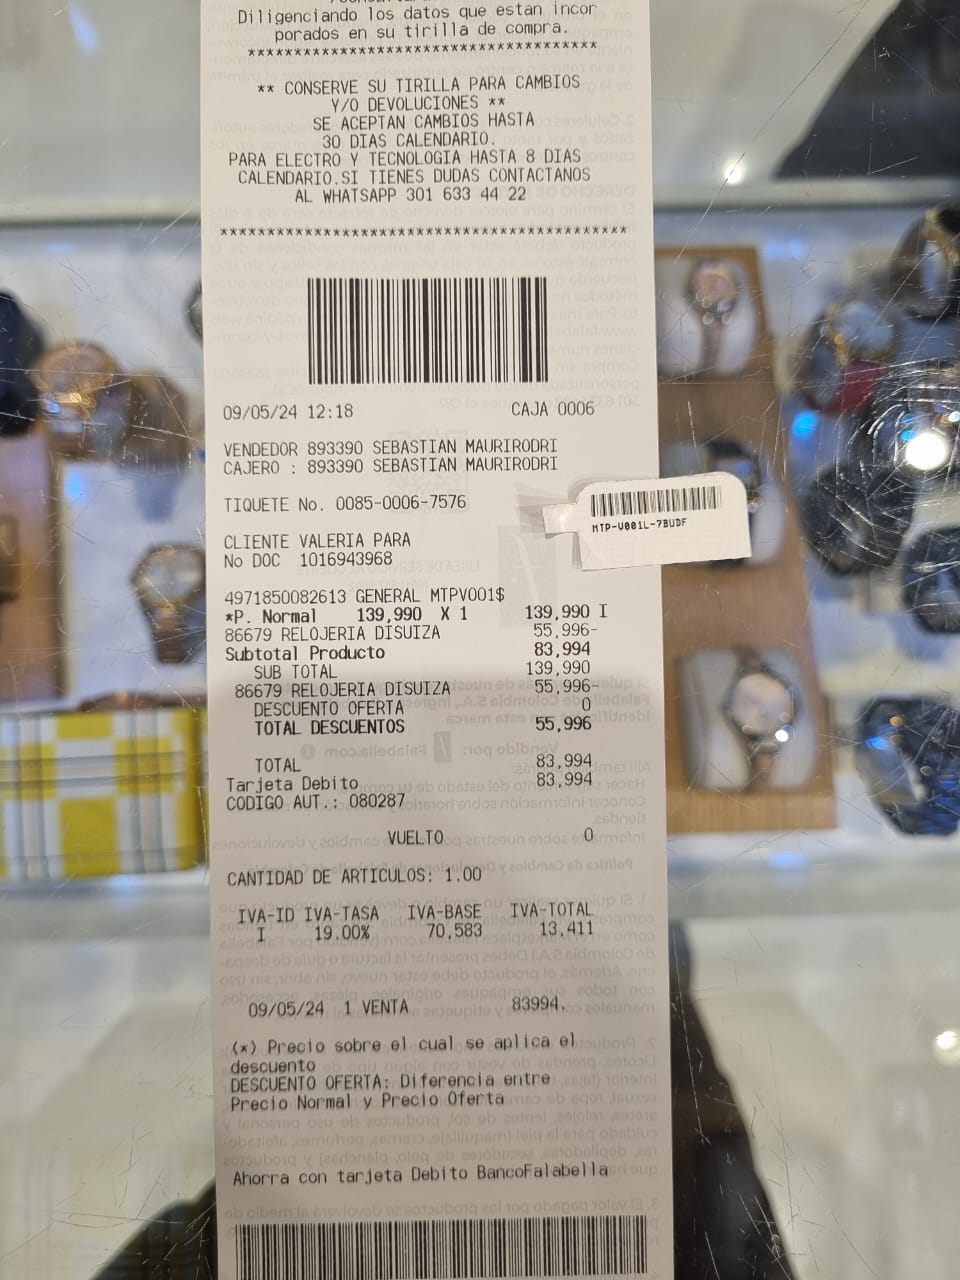 Diligenciando los datos que estan incor
porados en su tirilla de compra.
**************************************
** CONSERVE SU TIRILLA PARA CAMBIOS
Y/O DEVOLUCIONES **
SE ACEPTAN CAMBIOS HASTA
30 DIAS CALENDARIO.
PARA ELECTRO Y TECNOLOGIA HASTA 8 DIAS
CALENDARIO.SI TIENES DUDAS CONTACTANOS
AL WHATSAPP 301 633 44 22
********************************************
09/05/24 12:18 CAJA 0006
VENDEDOR 893390 SEBASTIAN MAURIRODRI
CAJERO : 893390 SEBASTIAN MAURIRODRI
TIQUETE No. 0085-0006-7576
MTP-V001L-7BUDF
CLIENTE VALERIA PARA
No DOC 1016943968
4971850082613 GENERAL MTPV001$
*P. Normal 139,990 X 1 139,990 I
86679 RELOJERIA DISUIZA 55,996-
Subtotal Producto 83,994
SUB TOTAL 139,990
86679 RELOJERIA DISUIZA 55,996-
DESCUENTO OFERTA 0
TOTAL DESCUENTOS 55,996
TOTAL 83,994
Tarjeta Debito 83,994
CODIGO AUT.: 080287
VUELTO 0
CANTIDAD DE ARTICULOS: 1.00
IVA-ID IVA-TASA IVA-BASE IVA-TOTAL
I 19.00% 70,583 13,411
09/05/24 1 VENTA 83994.
(*) Precio sobre el cual se aplica el
descuento
DESCUENTO OFERTA: Diferencia entre
Precio Normal y Precio Oferta
Ahorra con tarjeta Debito BancoFalabella